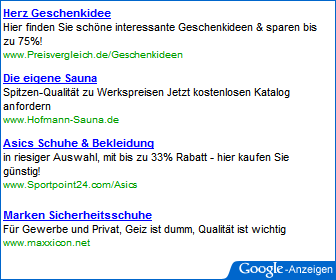 Herz Geschenkidee
Hier finden Sie schöne interessante Geschenkideen & sparen bis
zu 75%!
www.Preisvergleich.de/Geschenkideen
Die eigene Sauna
Spitzen-Qualität zu Werkspreisen Jetzt kostenlosen Katalog
anfordern
www.Hofmann-Sauna.de
Asics Schuhe & Bekleidung
in riesiger Auswahl, mit bis zu 33% Rabatt - hier kaufen Sie
günstig!
www.Sportpoint24.com/Asics
Marken Sicherheitsschuhe
Für Gewerbe und Privat, Geiz ist dumm, Qualität ist wichtig
www.maxxicon.net
Google-Anzeigen